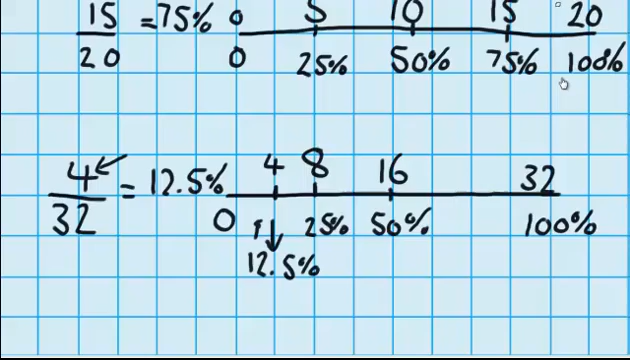 15 = 75% 0 5 10 15 20
20 0 25% 50% 75% 100%
4 = 12.5% 4 8 16 32
32 0 25% 50% 100%
12.5%